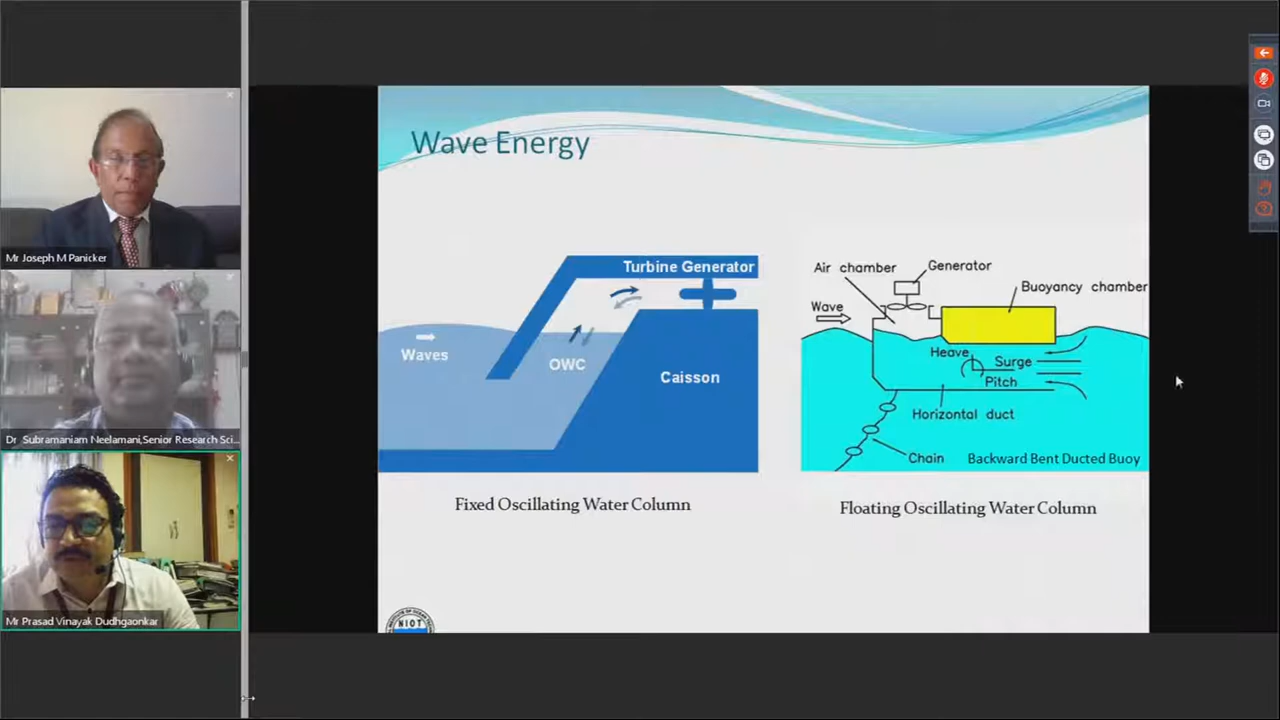 Mr Joseph M Panicker
Dr Subramaniam Neelamani,Senior Research Sci...
Mr Prasad Vinayak Dudhgaonkar
Wave Energy
Turbine Generator
Waves
OWC
Caisson
Fixed Oscillating Water Column
Air chamber
Generator
Buoyancy chamber
Wave
Heave
Surge
Pitch
Horizontal duct
Chain
Backward Bent Ducted Buoy
Floating Oscillating Water Column
NIOT